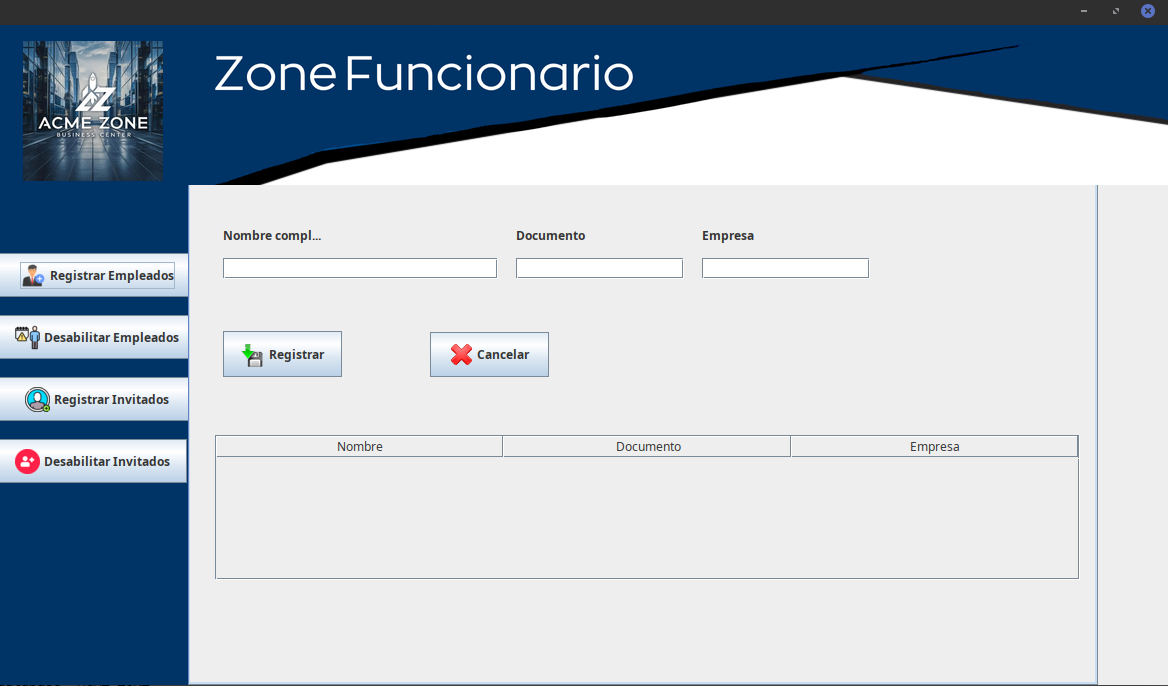 Zone Funcionario
ACME ZONE
BUSINESS CENTER
Nombre compl...
Documento
Empresa
Registrar Empleados
Desabilitar Empleados
Registrar Invitados
Desabilitar Invitados
Registrar
Cancelar
Nombre
Documento
Empresa